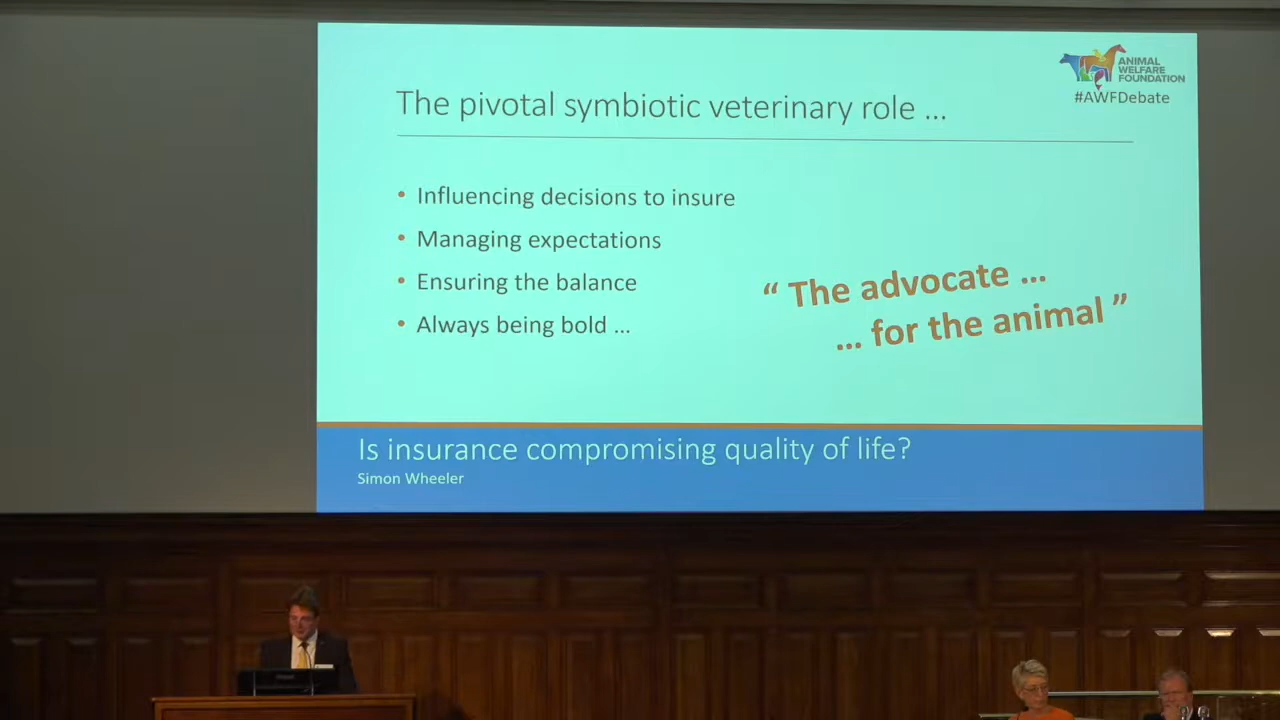 ANIMAL
WELFARE
FOUNDATION
#AWFDebate
The pivotal symbiotic veterinary role ...
• Influencing decisions to insure
• Managing expectations
• Ensuring the balance
• Always being bold ...
“ The advocate ...
... for the animal ”
Is insurance compromising quality of life?
Simon Wheeler